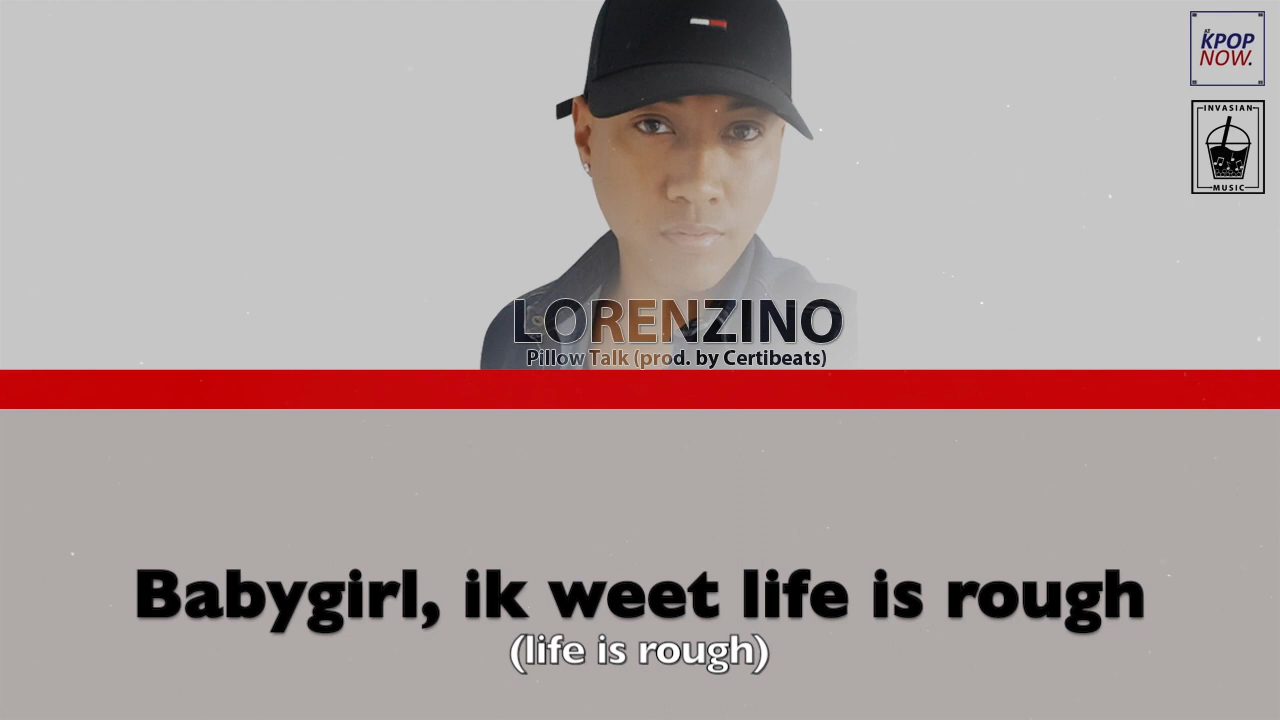 AT
KPOP
NOW.
INVASIAN
MUSIC
LORENZINO
Pillow Talk (prod. by Certibeats)
Babygirl, ik weet life is rough
(life is rough)